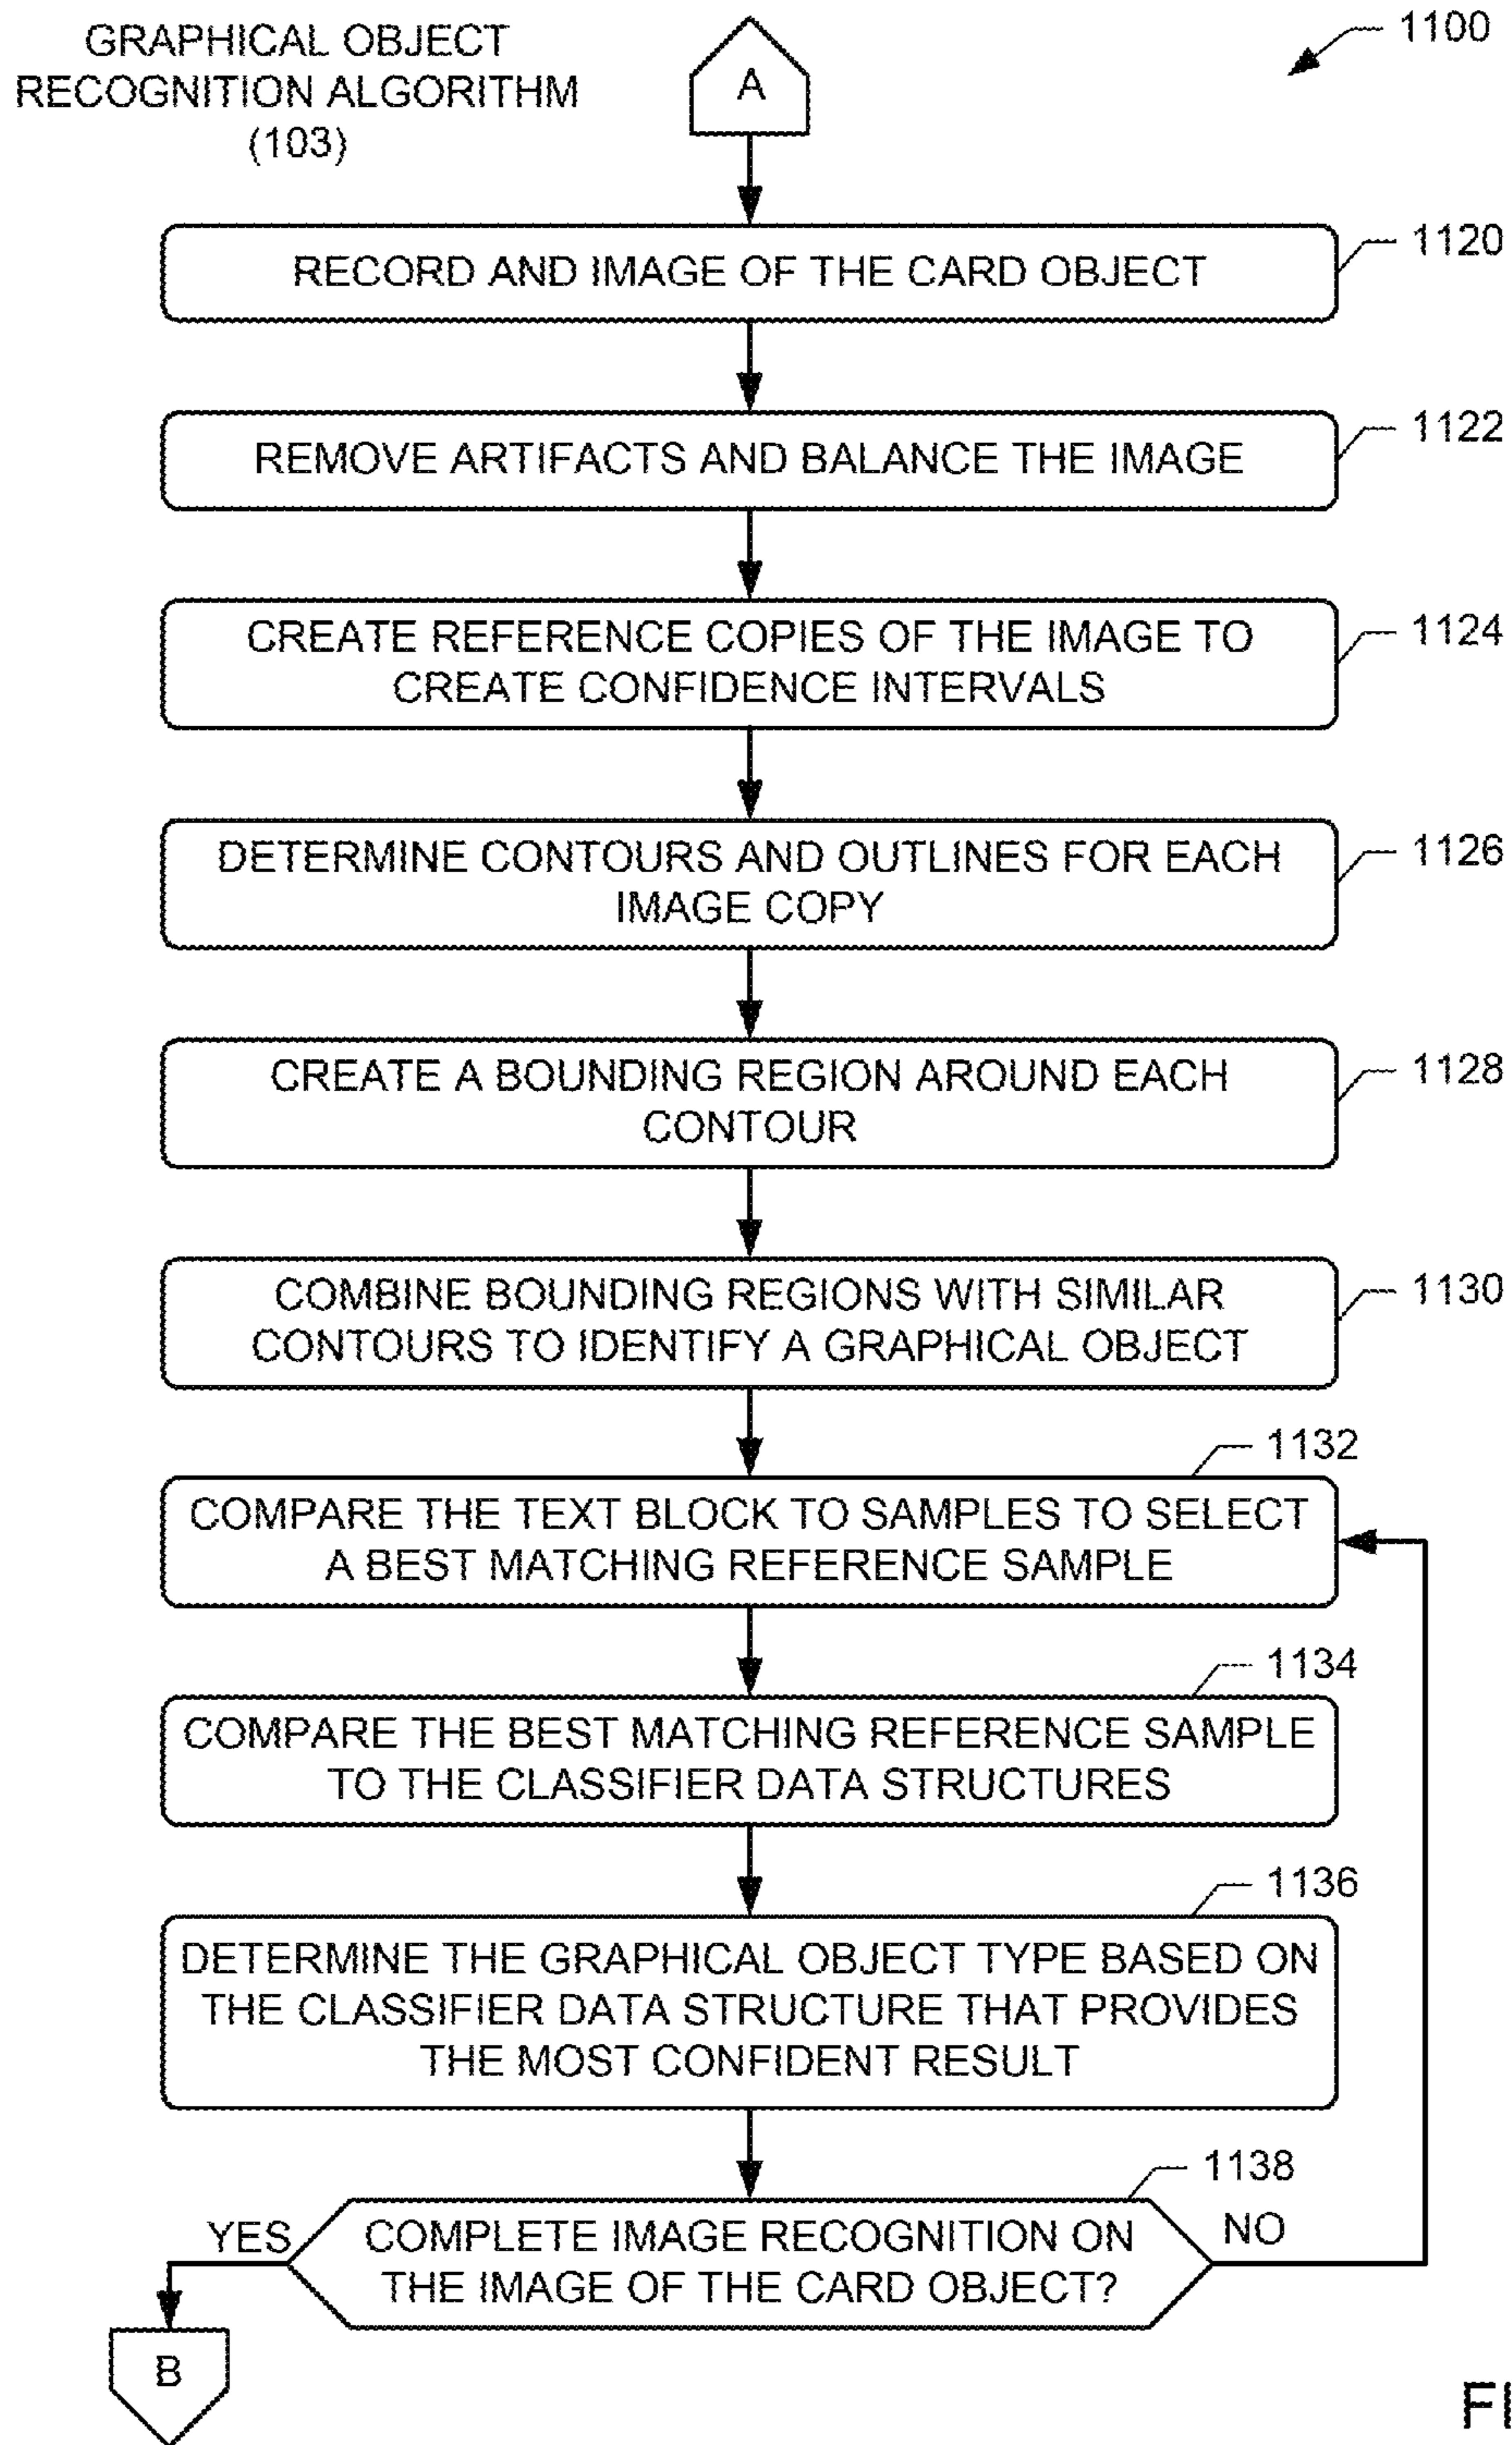 GRAPHICAL OBJECT
RECOGNITION ALGORITHM
(103)
A
1100
RECORD AND IMAGE OF THE CARD OBJECT
1120
REMOVE ARTIFACTS AND BALANCE THE IMAGE
1122
CREATE REFERENCE COPIES OF THE IMAGE TO
CREATE CONFIDENCE INTERVALS
1124
DETERMINE CONTOURS AND OUTLINES FOR EACH
IMAGE COPY
1126
CREATE A BOUNDING REGION AROUND EACH
CONTOUR
1128
COMBINE BOUNDING REGIONS WITH SIMILAR
CONTOURS TO IDENTIFY A GRAPHICAL OBJECT
1130
1132
COMPARE THE TEXT BLOCK TO SAMPLES TO SELECT
A BEST MATCHING REFERENCE SAMPLE
1134
COMPARE THE BEST MATCHING REFERENCE SAMPLE
TO THE CLASSIFIER DATA STRUCTURES
1136
DETERMINE THE GRAPHICAL OBJECT TYPE BASED ON
THE CLASSIFIER DATA STRUCTURE THAT PROVIDES
THE MOST CONFIDENT RESULT
1138
YES
COMPLETE IMAGE RECOGNITION ON
THE IMAGE OF THE CARD OBJECT?
NO
B